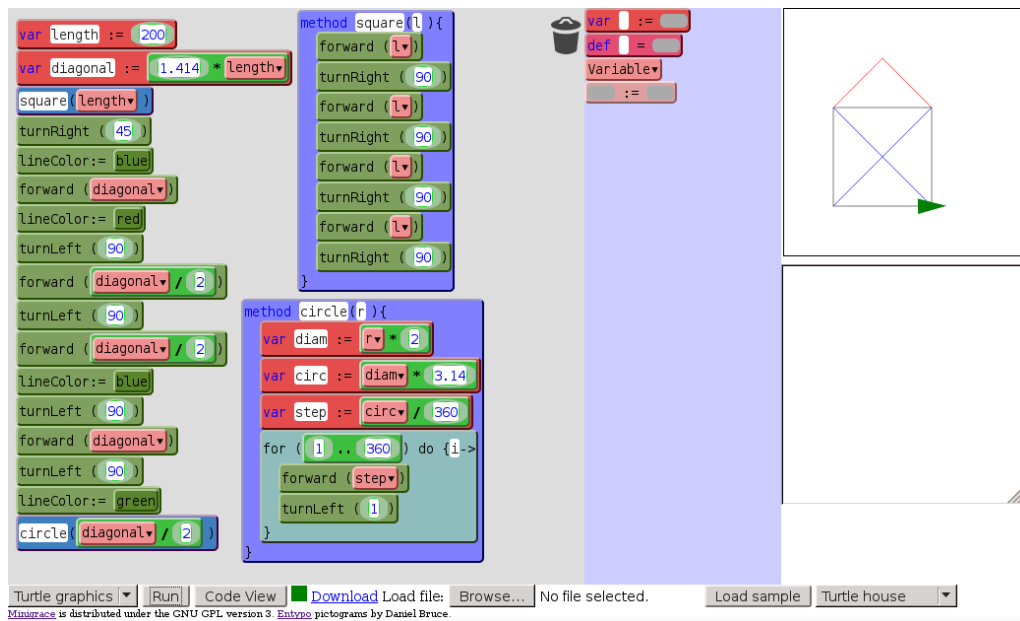 var length := 200
var diagonal := 1.414 * length▾
square(length▾ )
turnRight ( 45 )
lineColor:= blue
forward (diagonal▾)
lineColor:= red
turnLeft ( 90 )
forward (diagonal▾ / 2 )
turnLeft ( 90 )
forward (diagonal▾ / 2 )
lineColor:= blue
turnLeft ( 90 )
forward (diagonal▾)
turnLeft ( 90 )
lineColor:= green
circle(diagonal▾ / 2 )
method square(l ){
forward (l▾)
turnRight ( 90 )
forward (l▾)
turnRight ( 90 )
forward (l▾)
turnRight ( 90 )
forward (l▾)
turnRight ( 90 )
}
method circle(r ){
var diam := r▾ * 2
var circ := diam▾ * 3.14
var step := circ▾ / 360
for ( 1 .. 360 ) do {i->
forward (step▾)
turnLeft ( 1 )
}
}
var :=
def =
Variable▾
:=
Turtle graphics ▾ Run Code View Download Load file: Browse... No file selected. Load sample Turtle house ▾
Minigrace is distributed under the GNU GPL version 3. Entypo pictograms by Daniel Bruce.